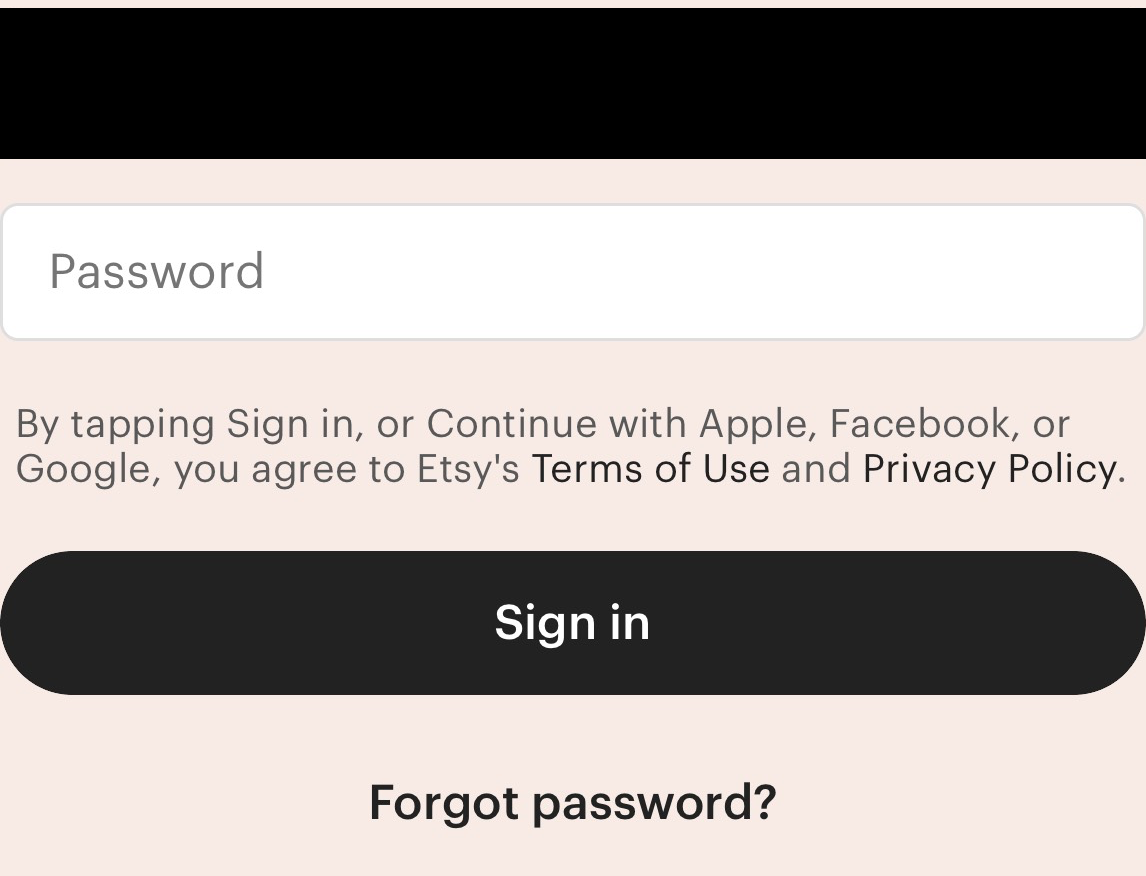 Password
By tapping Sign in, or Continue with Apple, Facebook, or
Google, you agree to Etsy's Terms of Use and Privacy Policy.
Sign in
Forgot password?